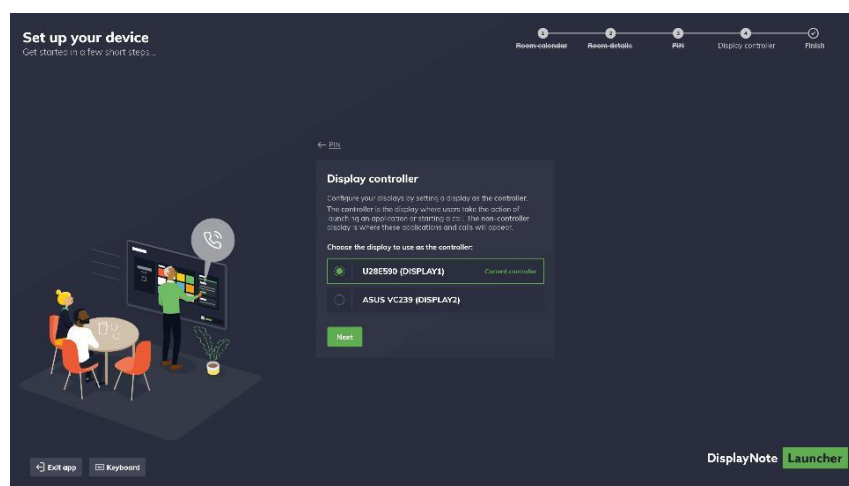 Set up your device
Get started in a few short steps...
1 2 3 4
Room calendar Room details PIN Display controller Finish
← PIN
Display controller
Configure your displays by setting a display as the controller.
The controller is the display where users take the action of
launching an application or starting a call. The non-controller
display is where these applications and calls will appear.
Choose the display to use as the controller:
U28E590 (DISPLAY1) Current controller
ASUS VC239 (DISPLAY2)
Next
Exit app Keyboard
DisplayNote Launcher